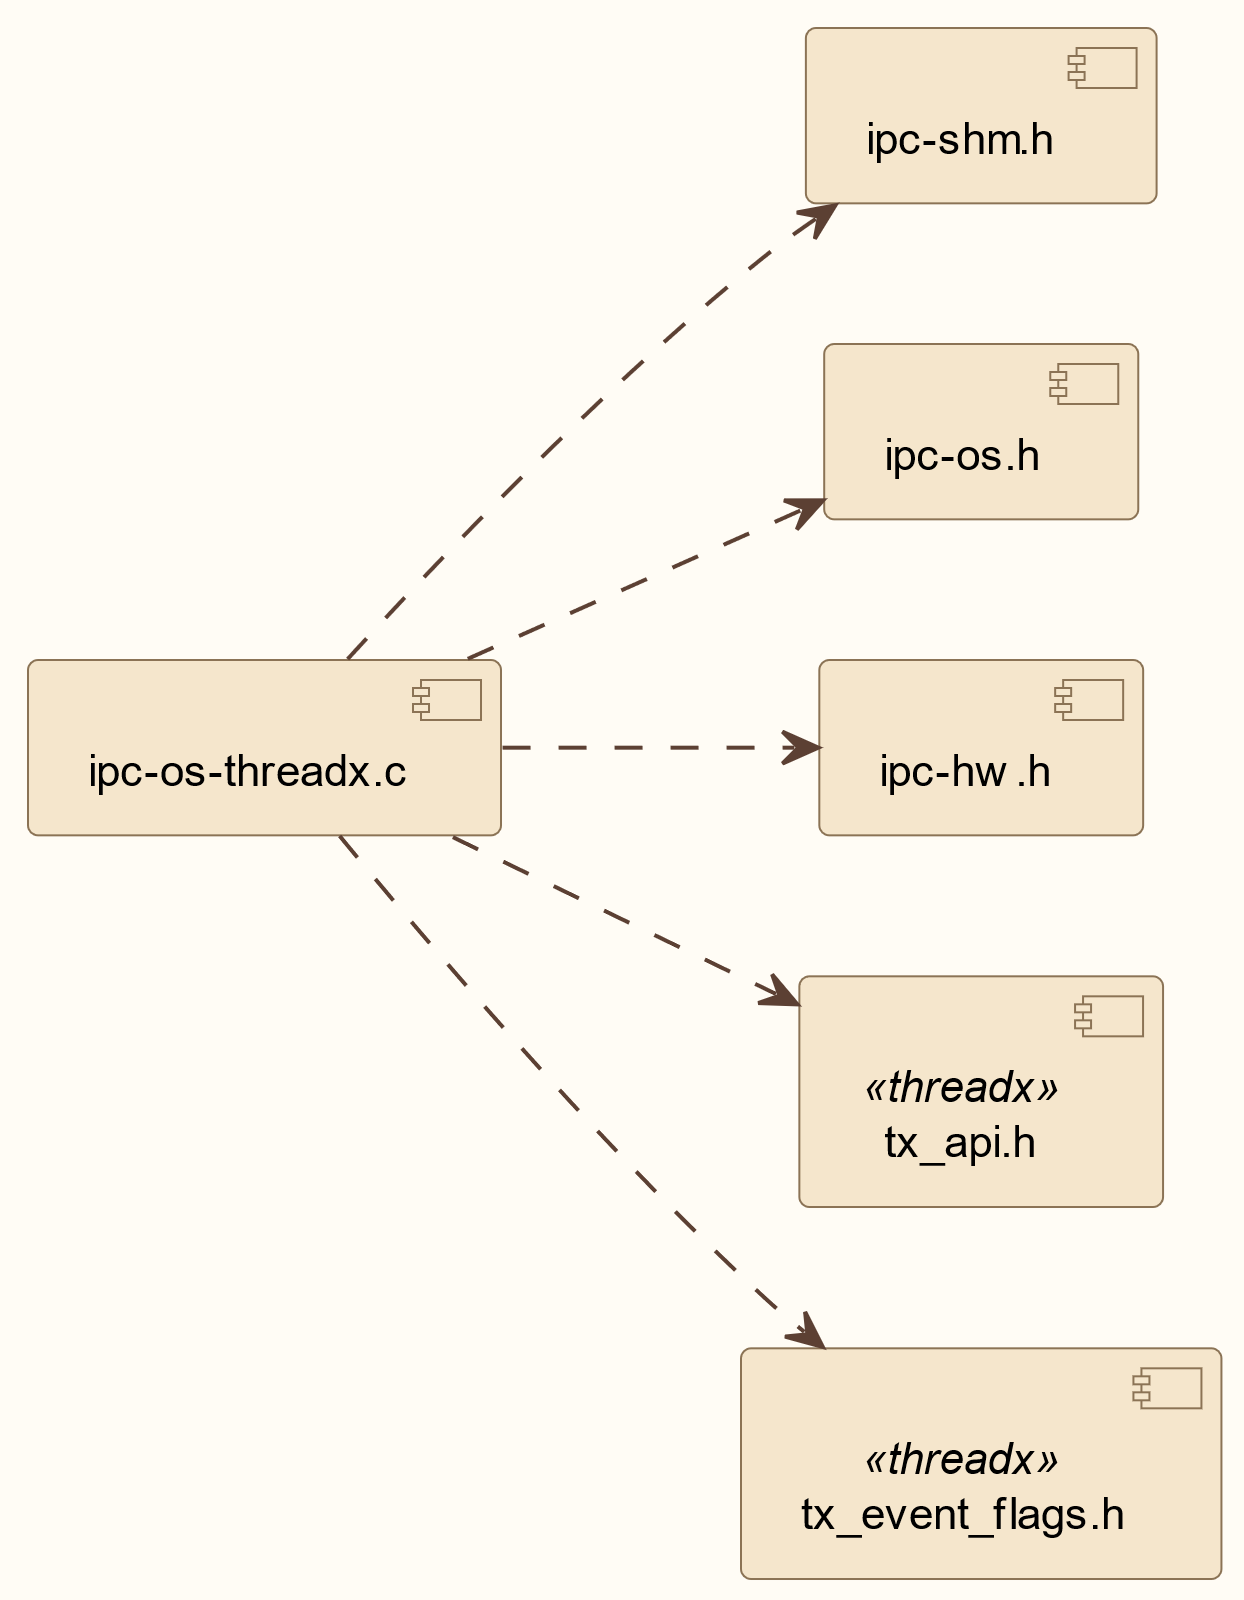 ipc-shm.h
ipc-os.h
ipc-os-threadx.c
ipc-hw.h
«threadx»
tx_api.h
«threadx»
tx_event_flags.h